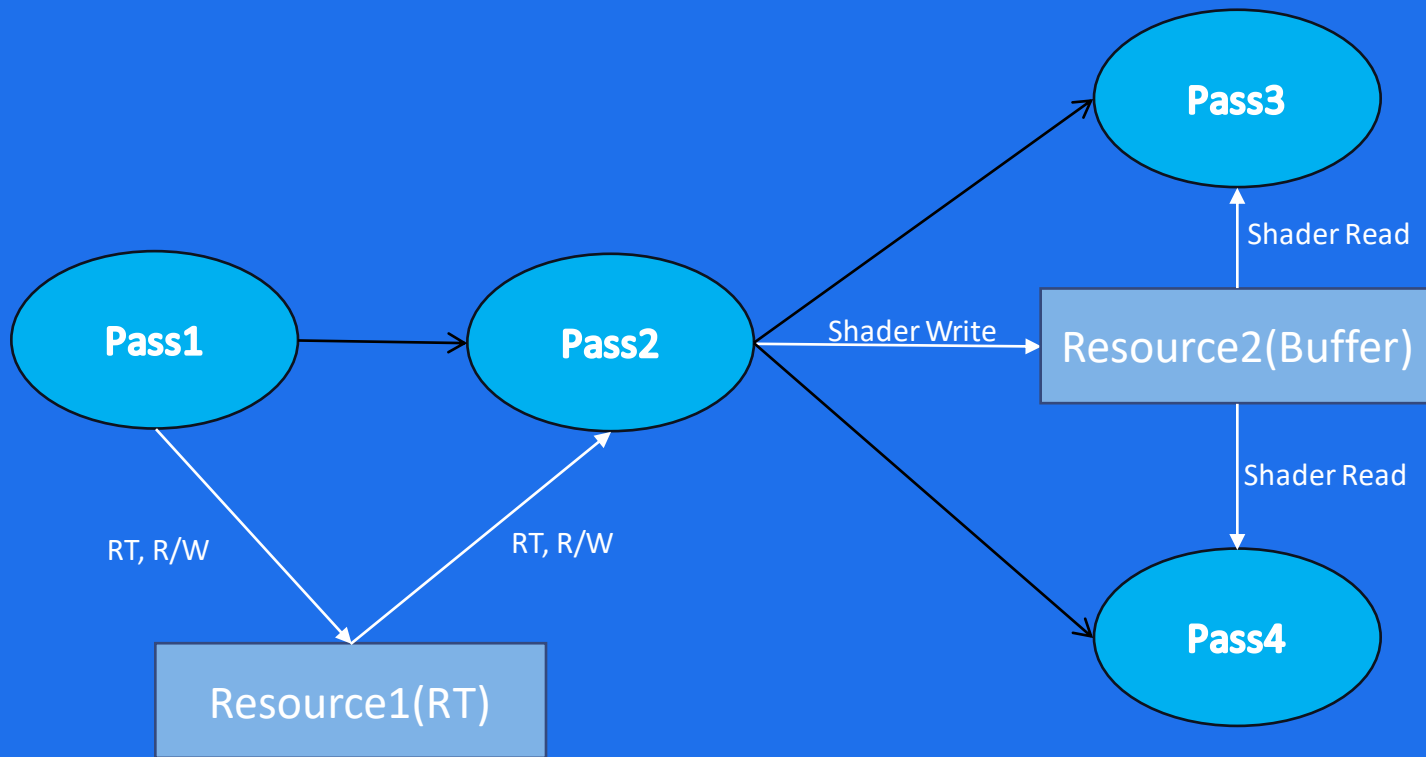 Pass3
Shader Read
Pass1
Pass2
Shader Write
Resource2(Buffer)
Shader Read
RT, R/W
RT, R/W
Pass4
Resource1(RT)